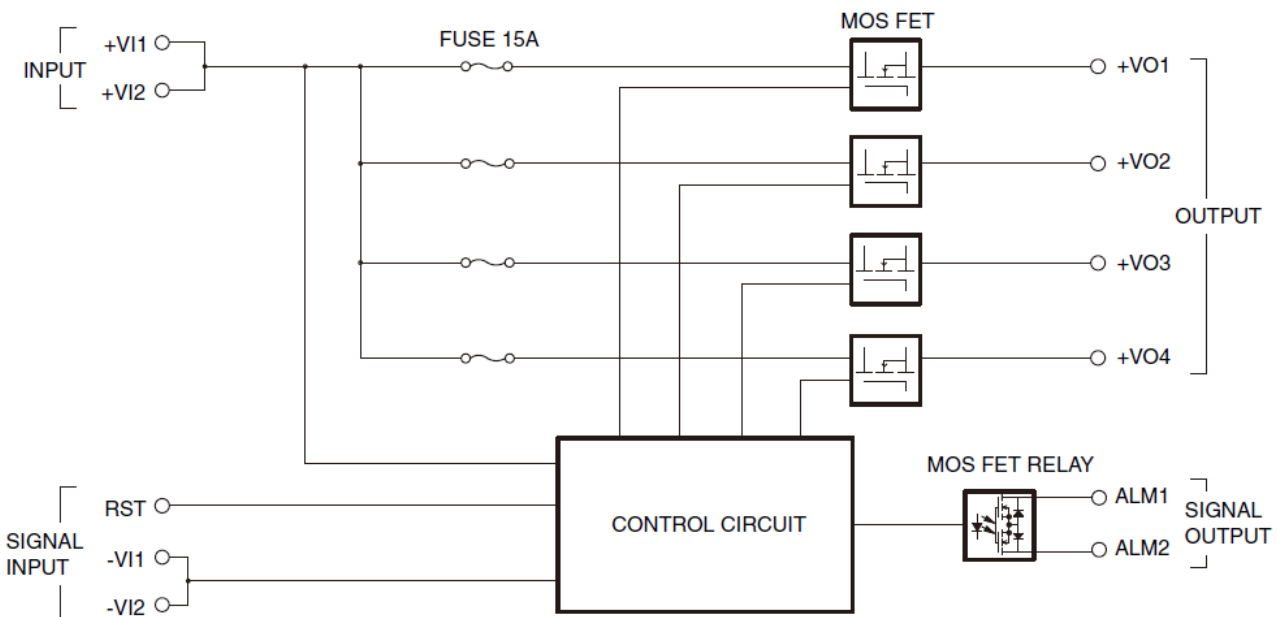 MOS FET
FUSE 15A
INPUT
+VI1
+VI2
+VO1
+VO2
+VO3
+VO4
OUTPUT
SIGNAL
INPUT
RST
-VI1
-VI2
CONTROL CIRCUIT
MOS FET RELAY
ALM1
ALM2
SIGNAL
OUTPUT